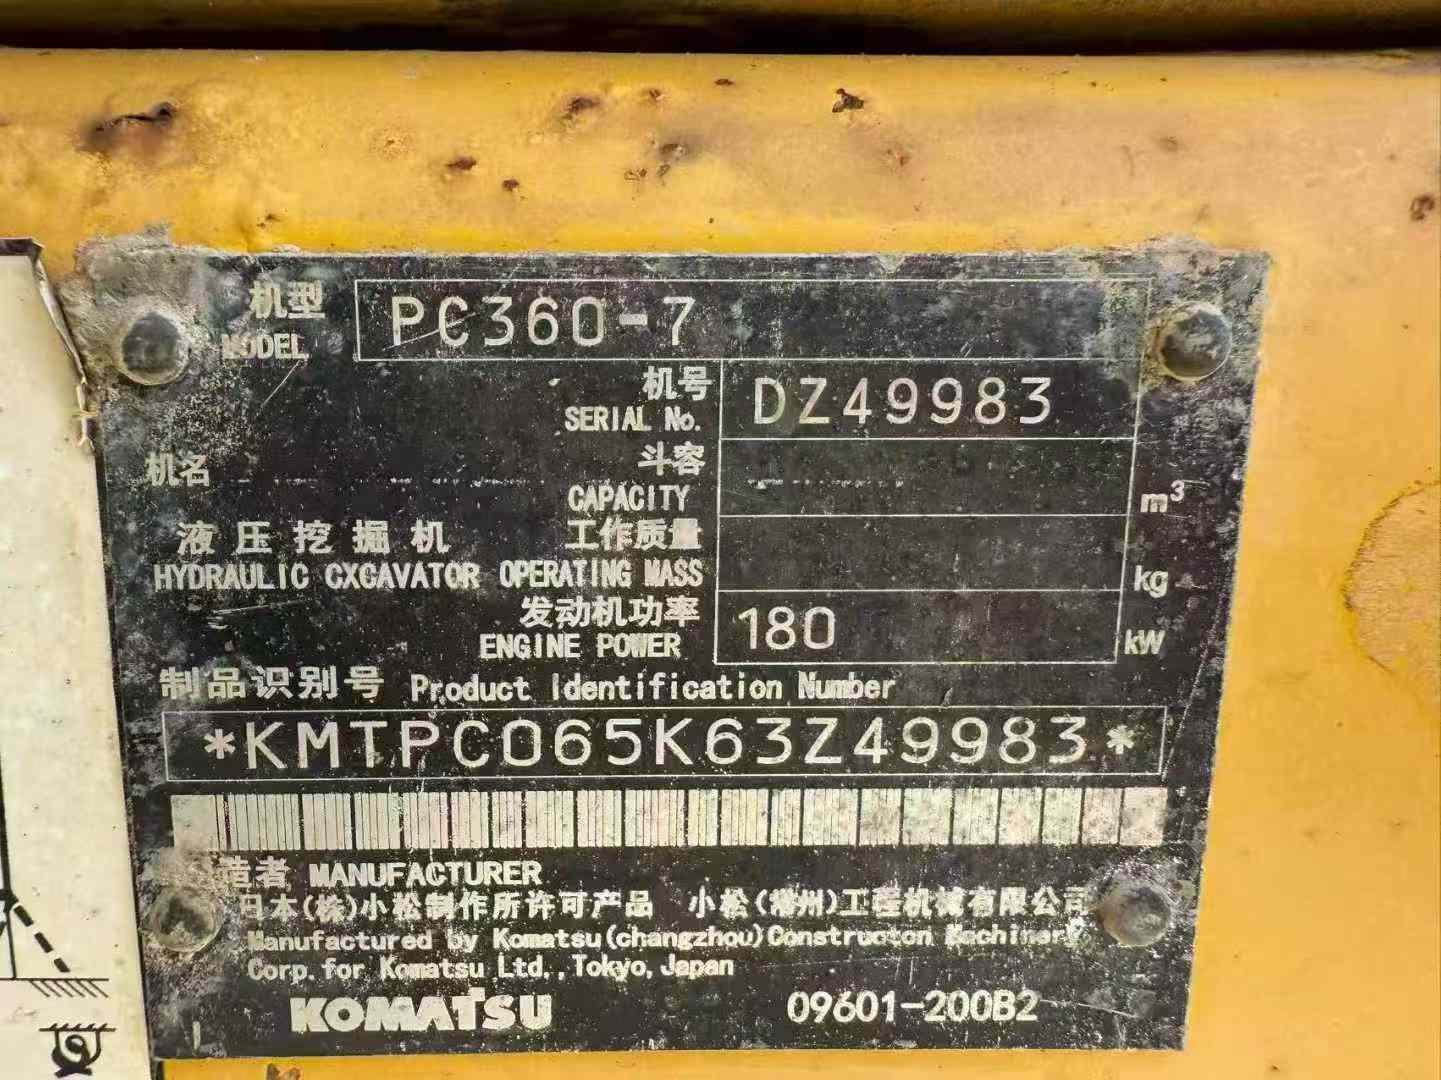 机型
MODEL
PC360-7
机号
SERIAL No.
DZ49983
机名
斗容
CAPACITY
m³
液压挖掘机
HYDRAULIC CXCAVATOR
工作质量
OPERATING MASS
kg
发动机功率
ENGINE POWER
180
kW
制品识别号 Product Identification Number
*KMTPC065K63Z49983*
造者 MANUFACTURER
日本(株)小松制作所许可产品 小松(常州)工程机械有限公司
Manufactured by Komatsu(changzhou)Constructon Mochinery
Corp.for Komatsu Ltd.,Tokyo,Japan
KOMATSU
09601-200B2